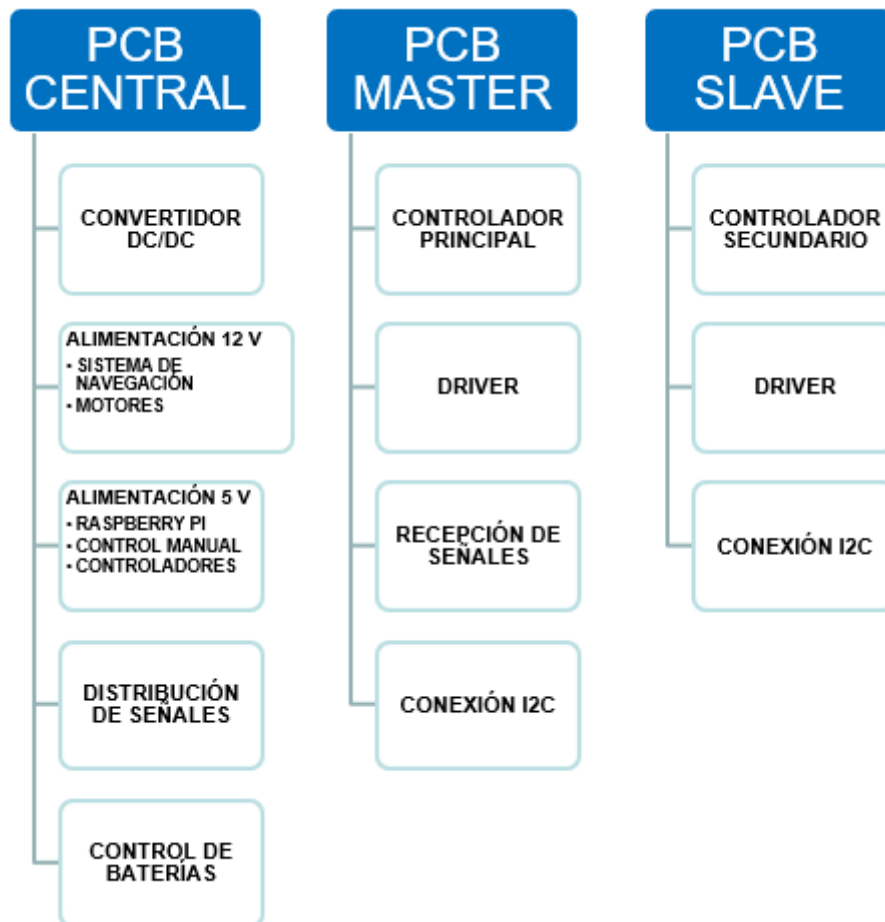 PCB
CENTRAL
CONVERTIDOR
DC/DC
ALIMENTACIÓN 12 V
• SISTEMA DE
NAVEGACIÓN
• MOTORES
ALIMENTACIÓN 5 V
• RASPBERRY PI
• CONTROL MANUAL
• CONTROLADORES
DISTRIBUCIÓN
DE SEÑALES
CONTROL DE
BATERÍAS
PCB
MASTER
CONTROLADOR
PRINCIPAL
DRIVER
RECEPCIÓN DE
SEÑALES
CONEXIÓN I2C
PCB
SLAVE
CONTROLADOR
SECUNDARIO
DRIVER
CONEXIÓN I2C